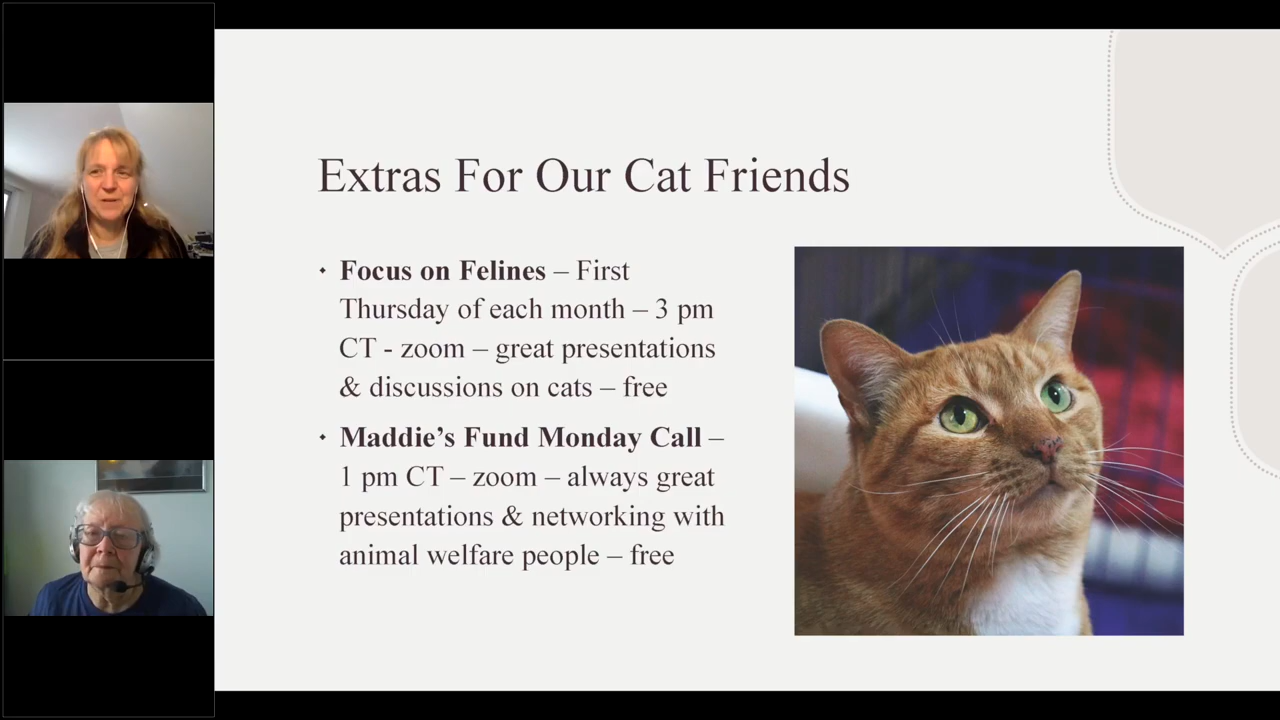 Extras For Our Cat Friends
Focus on Felines – First
Thursday of each month – 3 pm
CT - zoom – great presentations
& discussions on cats – free
Maddie’s Fund Monday Call –
1 pm CT – zoom – always great
presentations & networking with
animal welfare people – free